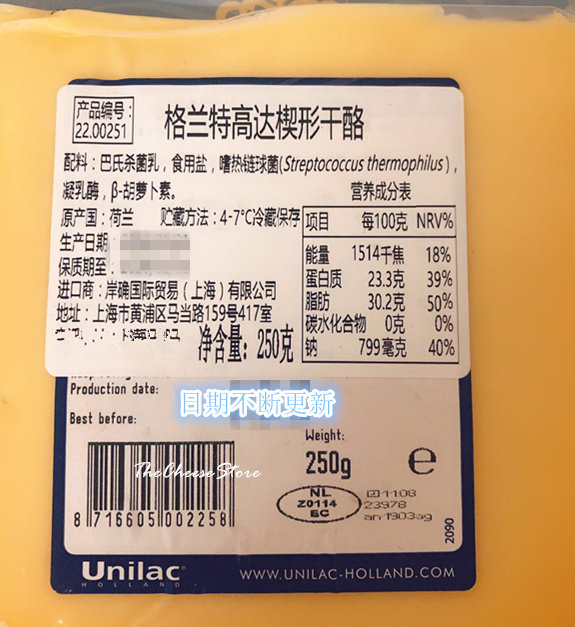 产品编号:
22.00251
格兰特高达楔形干酪
配料：巴氏杀菌乳，食用盐，嗜热链球菌(Streptococcus thermophilus)，
凝乳酶，β-胡萝卜素。
营养成分表
原产国：荷兰 贮藏方法：4-7℃冷藏保存
项目 每100克 NRV%
能量 1514千焦 18%
蛋白质 23.3克 39%
脂肪 30.2克 50%
碳水化合物 0克 0%
钠 799毫克 40%
生产日期:
保质期至:
进口商：岸确国际贸易（上海）有限公司
地址：上海市黄浦区马当路159号417室
净含量：250克
Production date:
日期不断更新
Best before:
Weight:
250g e
TheCheeseStore
8 716605 002258
NL
Z0114
EC
1108
23978
2090
Unilac
HOLLAND
WWW.UNILAC-HOLLAND.COM